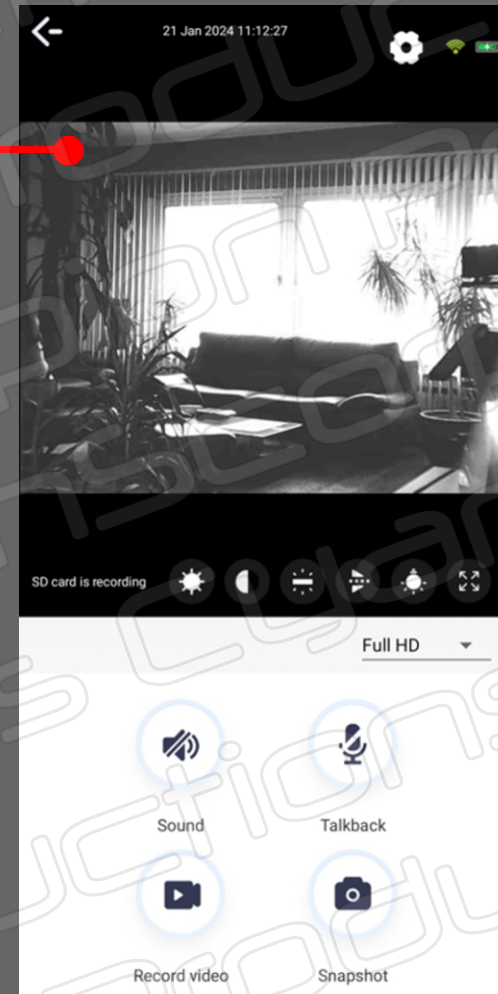 21 Jan 2024 11:12:27
SD card is recording
Full HD
Sound
Talkback
Record video
Snapshot